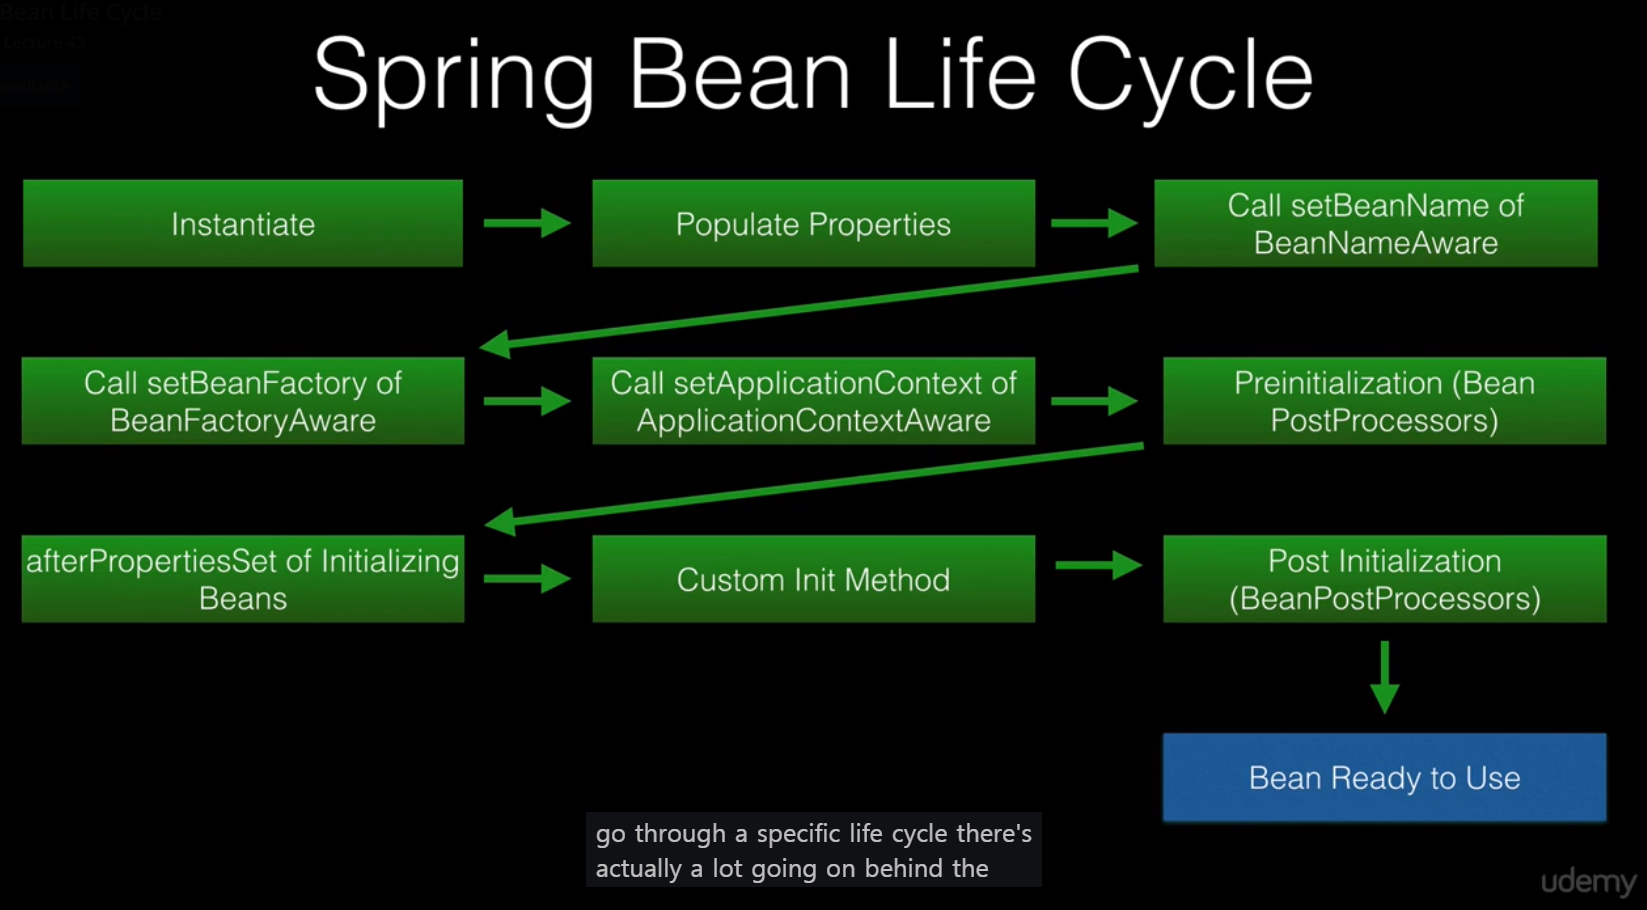 Bean Life Cycle
Lecture 43
available
Spring Bean Life Cycle
Instantiate
Populate Properties
Call setBeanName of
BeanNameAware
Call setBeanFactory of
BeanFactoryAware
Call setApplicationContext of
ApplicationContextAware
Preinitialization (Bean
PostProcessors)
afterPropertiesSet of Initializing
Beans
Custom Init Method
Post Initialization
(BeanPostProcessors)
Bean Ready to Use
go through a specific life cycle there's
actually a lot going on behind the
udemy